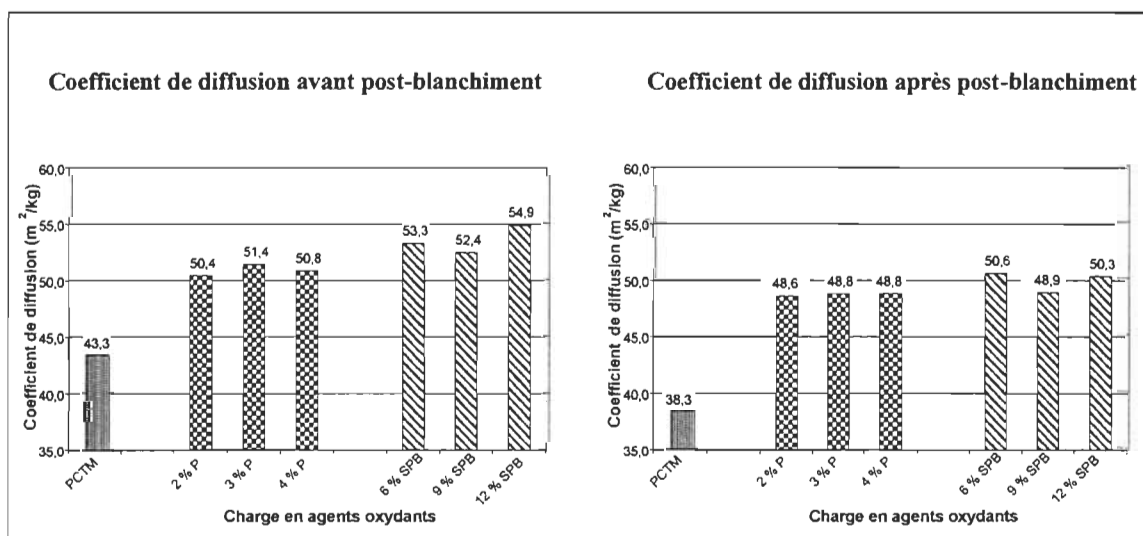 Coefficient de diffusion avant post-blanchiment
Coefficient de diffusion (m²/kg)
60,0
55,0
50,0
45,0
40,0
35,0
43,3
50,4
51,4
50,8
53,3
52,4
54,9
PCTM
2 % P
3 % P
4 % P
6 % SPB
9 % SPB
12 % SPB
Charge en agents oxydants
Coefficient de diffusion après post-blanchiment
Coefficient de diffusion (m²/kg)
60,0
55,0
50,0
45,0
40,0
35,0
38,3
48,6
48,8
48,8
50,6
48,9
50,3
PCTM
2 % P
3 % P
4 % P
6 % SPB
9 % SPB
12 % SPB
Charge en agents oxydants